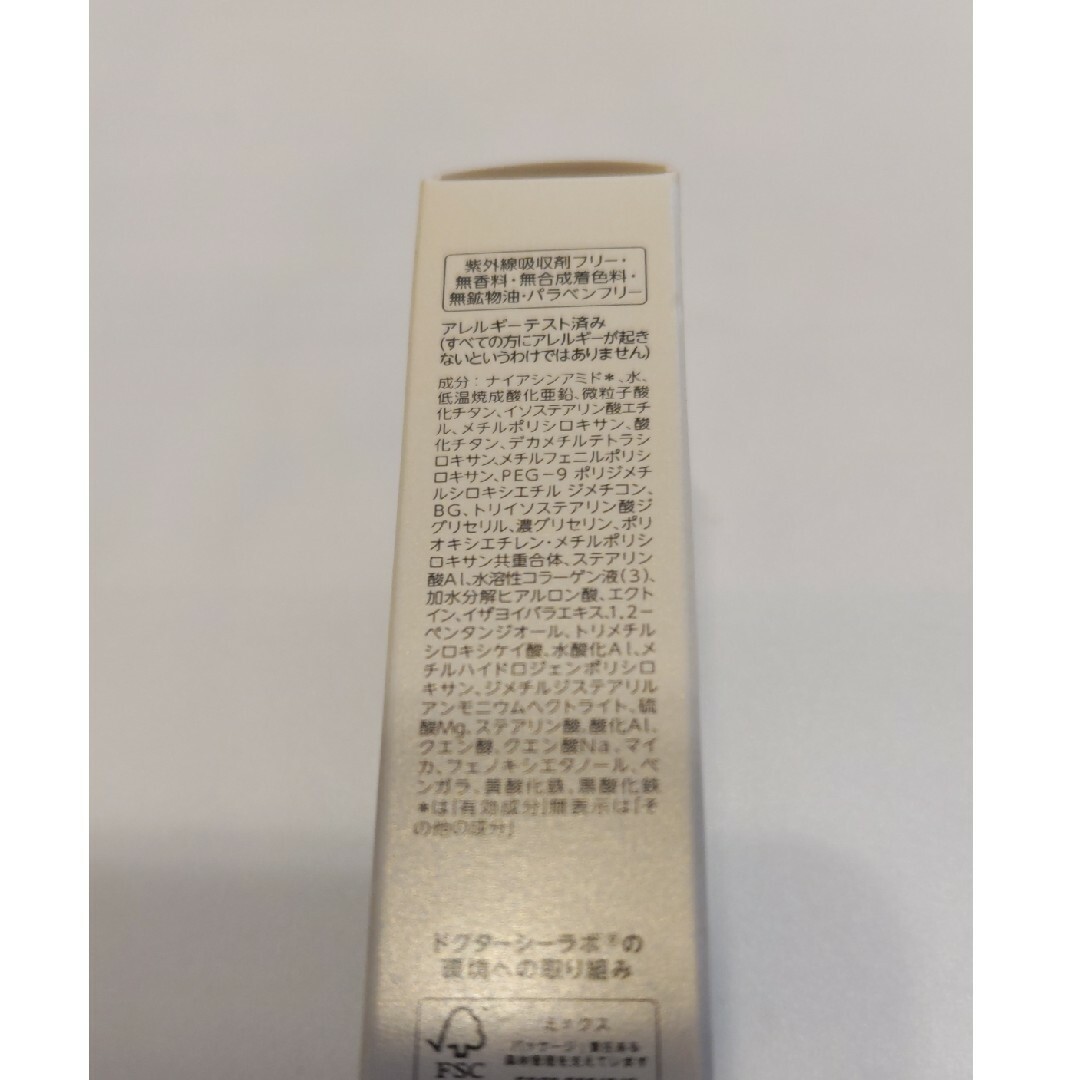 紫外線吸収剤フリー・
無香料・無合成着色料・
無鉱物油・パラベンフリー
アレルギーテスト済み
(すべての方にアレルギーが起き
ないというわけではありません)
成分：ナイアシンアミド*、水、
低温焼成酸化亜鉛、微粒子酸
化チタン、イソステアリン酸エチ
ル、メチルポリシロキサン、酸
化チタン、デカメチルテトラシ
ロキサン、メチルフェニルポリシ
ロキサン、PEG－9 ポリジメチ
ルシロキシエチル ジメチコン、
BG、トリイソステアリン酸ジ
グリセリル、濃グリセリン、ポリ
オキシエチレン・メチルポリシ
ロキサン共重合体、ステアリン
酸Al、水溶性コラーゲン液(3)、
加水分解ヒアルロン酸、エクト
イン、イザヨイバラエキス、1,2－
ペンタンジオール、トリメチル
シロキシケイ酸、水酸化Al、メ
チルハイドロジェンポリシロ
キサン、ジメチルジステアリル
アンモニウムヘクトライト、硫
酸Mg、ステアリン酸、酸化Al、
クエン酸、クエン酸Na、マイ
カ、フェノキシエタノール、ベ
ンガラ、黄酸化鉄、黒酸化鉄
*は「有効成分」無表示は「そ
の他の成分」
ドクターシーラボ®の
環境への取り組み
ミックス
パッケージ|責任ある
森林管理を支えています
FSC